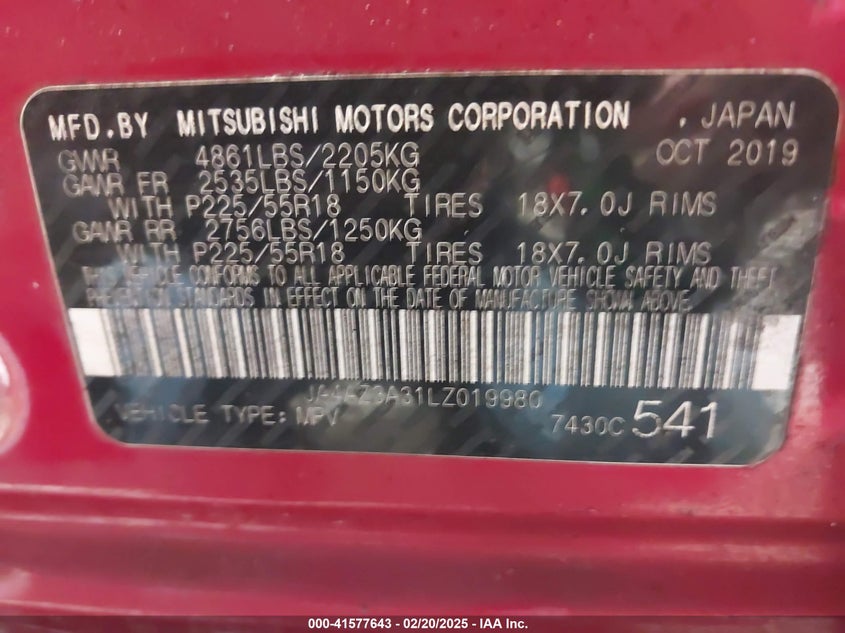 MFD.BY MITSUBISHI MOTORS CORPORATION , JAPAN
GVWR 4861LBS/2205KG OCT 2019
GAWR FR 2535LBS/1150KG
WITH P225/55R18 TIRES 18X7.0J RIMS
GAWR RR 2756LBS/1250KG
WITH P225/55R18 TIRES 18X7.0J RIMS
THIS VEHICLE CONFORMS TO ALL APPLICABLE FEDERAL MOTOR VEHICLE SAFETY AND THEFT
PREVENTION STANDARDS IN EFFECT ON THE DATE OF MANUFACTURE SHOWN ABOVE.
JA4AZ3A31LZ019980
VEHICLE TYPE: MPV 7430C 541
000-41577643 - 02/20/2025 - IAA Inc.